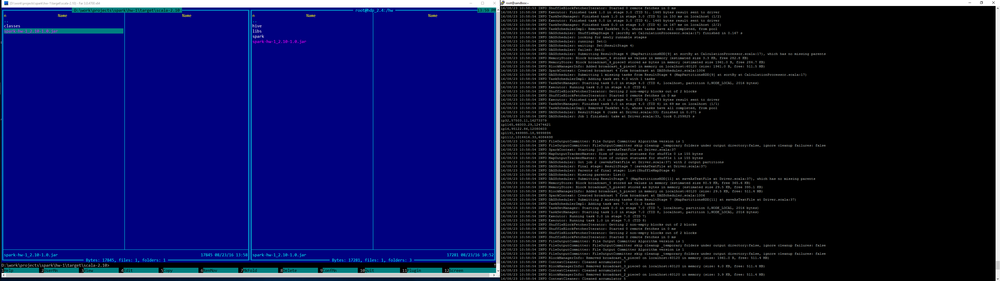 {D:\work\projects\spark\hw-1\target\scala-2.10} - Far 3.0.4700 x64
D:\work\projects\spark\hw-1\target\scala-2.10
root@hdp_2.4:/hw
13:59 PM
n Name Name
n Name Name
..
classes
spark-hw-1_2.10-1.0.jar
..
hive
libs
spark
spark-hw-1_2.10-1.0.jar
spark-hw-1_2.10-1.0.jar 17845 08/23/16 13:58
Bytes: 17845, files: 1, folders: 1
spark-hw-1_2.10-1.0.jar 17281 08/23/16 10:52
Bytes: 17281, files: 1, folders: 3
D:\work\projects\spark\hw-1\target\scala-2.10>
1Help 2UserMn 3View 4Edit 5Copy 6RenMov 7MkFold 8Delete 9ConfMn 10Quit 11Plugin 12Screen
root@sandbox:~
16/08/23 10:58:53 INFO ShuffleBlockFetcherIterator: Started 0 remote fetches in 0 ms
16/08/23 10:58:54 INFO Executor: Finished task 1.0 in stage 3.0 (TID 5). 1465 bytes result sent to driver
16/08/23 10:58:54 INFO TaskSetManager: Finished task 1.0 in stage 3.0 (TID 5) in 150 ms on localhost (1/2)
16/08/23 10:58:54 INFO Executor: Finished task 0.0 in stage 3.0 (TID 4). 1465 bytes result sent to driver
16/08/23 10:58:54 INFO TaskSetManager: Finished task 0.0 in stage 3.0 (TID 4) in 167 ms on localhost (2/2)
16/08/23 10:58:54 INFO TaskSchedulerImpl: Removed TaskSet 3.0, whose tasks have all completed, from pool
16/08/23 10:58:54 INFO DAGScheduler: ShuffleMapStage 3 (sortBy at CalculationProcessor.scala:17) finished in 0.167 s
16/08/23 10:58:54 INFO DAGScheduler: looking for newly runnable stages
16/08/23 10:58:54 INFO DAGScheduler: running: Set()
16/08/23 10:58:54 INFO DAGScheduler: waiting: Set(ResultStage 4)
16/08/23 10:58:54 INFO DAGScheduler: failed: Set()
16/08/23 10:58:54 INFO DAGScheduler: Submitting ResultStage 4 (MapPartitionsRDD[9] at sortBy at CalculationProcessor.scala:17), which has no missing parents
16/08/23 10:58:54 INFO MemoryStore: Block broadcast_4 stored as values in memory (estimated size 3.3 KB, free 282.8 KB)
16/08/23 10:58:54 INFO MemoryStore: Block broadcast_4_piece0 stored as bytes in memory (estimated size 1961.0 B, free 284.7 KB)
16/08/23 10:58:54 INFO BlockManagerInfo: Added broadcast_4_piece0 in memory on localhost:60120 (size: 1961.0 B, free: 511.5 MB)
16/08/23 10:58:54 INFO SparkContext: Created broadcast 4 from broadcast at DAGScheduler.scala:1006
16/08/23 10:58:54 INFO DAGScheduler: Submitting 1 missing tasks from ResultStage 4 (MapPartitionsRDD[9] at sortBy at CalculationProcessor.scala:17)
16/08/23 10:58:54 INFO TaskSchedulerImpl: Adding task set 4.0 with 1 tasks
16/08/23 10:58:54 INFO TaskSetManager: Starting task 0.0 in stage 4.0 (TID 6, localhost, partition 0,NODE_LOCAL, 2016 bytes)
16/08/23 10:58:54 INFO Executor: Running task 0.0 in stage 4.0 (TID 6)
16/08/23 10:58:54 INFO ShuffleBlockFetcherIterator: Getting 2 non-empty blocks out of 2 blocks
16/08/23 10:58:54 INFO ShuffleBlockFetcherIterator: Started 0 remote fetches in 0 ms
16/08/23 10:58:54 INFO Executor: Finished task 0.0 in stage 4.0 (TID 6). 1473 bytes result sent to driver
16/08/23 10:58:54 INFO TaskSetManager: Finished task 0.0 in stage 4.0 (TID 6) in 69 ms on localhost (1/1)
16/08/23 10:58:54 INFO TaskSchedulerImpl: Removed TaskSet 4.0, whose tasks have all completed, from pool
16/08/23 10:58:54 INFO DAGScheduler: ResultStage 4 (take at Driver.scala:33) finished in 0.071 s
16/08/23 10:58:54 INFO DAGScheduler: Job 1 finished: take at Driver.scala:33, took 0.259825 s
ip32,57503.11,16273379
ip1165,66003.29,12474621
ip16,95122.86,12080603
ip1191,449995.18,9899894
ip1112,1014416.33,6086498
16/08/23 10:58:54 INFO FileOutputCommitter: File Output Committer Algorithm version is 1
16/08/23 10:58:54 INFO FileOutputCommitter: FileOutputCommitter skip cleanup _temporary folders under output directory:false, ignore cleanup failures: false
16/08/23 10:58:54 INFO SparkContext: Starting job: saveAsTextFile at Driver.scala:37
16/08/23 10:58:54 INFO MapOutputTrackerMaster: Size of output statuses for shuffle 0 is 155 bytes
16/08/23 10:58:54 INFO MapOutputTrackerMaster: Size of output statuses for shuffle 1 is 155 bytes
16/08/23 10:58:54 INFO DAGScheduler: Got job 2 (saveAsTextFile at Driver.scala:37) with 2 output partitions
16/08/23 10:58:54 INFO DAGScheduler: Final stage: ResultStage 7 (saveAsTextFile at Driver.scala:37)
16/08/23 10:58:54 INFO DAGScheduler: Parents of final stage: List(ShuffleMapStage 6)
16/08/23 10:58:54 INFO DAGScheduler: Missing parents: List()
16/08/23 10:58:54 INFO DAGScheduler: Submitting ResultStage 7 (MapPartitionsRDD[11] at saveAsTextFile at Driver.scala:37), which has no missing parents
16/08/23 10:58:54 INFO MemoryStore: Block broadcast_5 stored as values in memory (estimated size 80.9 KB, free 365.6 KB)
16/08/23 10:58:54 INFO MemoryStore: Block broadcast_5_piece0 stored as bytes in memory (estimated size 29.5 KB, free 395.1 KB)
16/08/23 10:58:54 INFO BlockManagerInfo: Added broadcast_5_piece0 in memory on localhost:60120 (size: 29.5 KB, free: 511.4 MB)
16/08/23 10:58:54 INFO SparkContext: Created broadcast 5 from broadcast at DAGScheduler.scala:1006
16/08/23 10:58:54 INFO DAGScheduler: Submitting 2 missing tasks from ResultStage 7 (MapPartitionsRDD[11] at saveAsTextFile at Driver.scala:37)
16/08/23 10:58:54 INFO TaskSchedulerImpl: Adding task set 7.0 with 2 tasks
16/08/23 10:58:54 INFO TaskSetManager: Starting task 0.0 in stage 7.0 (TID 7, localhost, partition 0,NODE_LOCAL, 2016 bytes)
16/08/23 10:58:54 INFO TaskSetManager: Starting task 1.0 in stage 7.0 (TID 8, localhost, partition 1,NODE_LOCAL, 2016 bytes)
16/08/23 10:58:54 INFO Executor: Running task 0.0 in stage 7.0 (TID 7)
16/08/23 10:58:54 INFO Executor: Running task 1.0 in stage 7.0 (TID 8)
16/08/23 10:58:54 INFO ShuffleBlockFetcherIterator: Getting 2 non-empty blocks out of 2 blocks
16/08/23 10:58:54 INFO ShuffleBlockFetcherIterator: Started 0 remote fetches in 0 ms
16/08/23 10:58:54 INFO ShuffleBlockFetcherIterator: Getting 2 non-empty blocks out of 2 blocks
16/08/23 10:58:54 INFO ShuffleBlockFetcherIterator: Started 0 remote fetches in 0 ms
16/08/23 10:58:54 INFO FileOutputCommitter: File Output Committer Algorithm version is 1
16/08/23 10:58:54 INFO FileOutputCommitter: FileOutputCommitter skip cleanup _temporary folders under output directory:false, ignore cleanup failures: false
16/08/23 10:58:54 INFO FileOutputCommitter: File Output Committer Algorithm version is 1
16/08/23 10:58:54 INFO FileOutputCommitter: FileOutputCommitter skip cleanup _temporary folders under output directory:false, ignore cleanup failures: false
16/08/23 10:58:54 INFO BlockManagerInfo: Removed broadcast_4_piece0 on localhost:60120 in memory (size: 1961.0 B, free: 511.4 MB)
16/08/23 10:58:54 INFO ContextCleaner: Cleaned accumulator 7
16/08/23 10:58:54 INFO BlockManagerInfo: Removed broadcast_3_piece0 on localhost:60120 in memory (size: 4.0 KB, free: 511.4 MB)
16/08/23 10:58:54 INFO ContextCleaner: Cleaned accumulator 6
16/08/23 10:58:54 INFO BlockManagerInfo: Removed broadcast_2_piece0 on localhost:60120 in memory (size: 3.9 KB, free: 511.4 MB)
16/08/23 10:58:54 INFO ContextCleaner: Cleaned accumulator 5